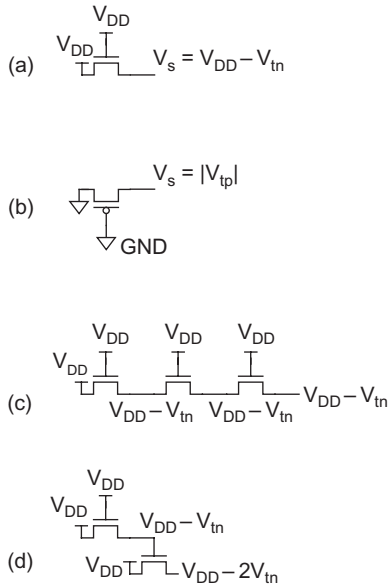 V_DD
V_DD
(a) V_s = V_DD – V_tn
V_s = |V_tp|
(b)
GND
V_DD V_DD V_DD
V_DD
V_DD – V_tn
(c) V_DD – V_tn V_DD – V_tn
V_DD
V_DD V_DD – V_tn
(d) V_DD V_DD – 2V_tn